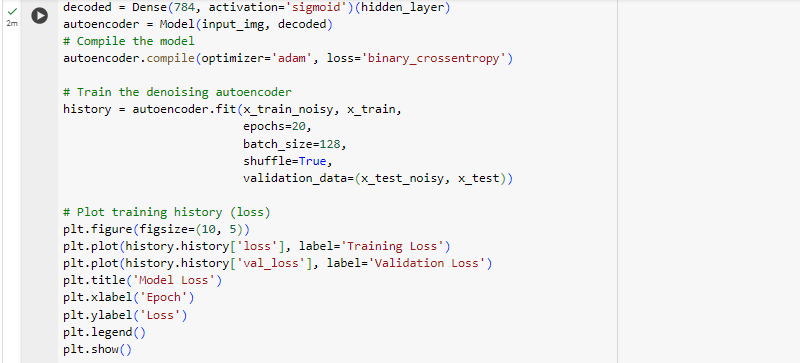 decoded = Dense(784, activation='sigmoid')(hidden_layer)
autoencoder = Model(input_img, decoded)
# Compile the model
autoencoder.compile(optimizer='adam', loss='binary_crossentropy')

# Train the denoising autoencoder
history = autoencoder.fit(x_train_noisy, x_train,
                          epochs=20,
                          batch_size=128,
                          shuffle=True,
                          validation_data=(x_test_noisy, x_test))

# Plot training history (loss)
plt.figure(figsize=(10, 5))
plt.plot(history.history['loss'], label='Training Loss')
plt.plot(history.history['val_loss'], label='Validation Loss')
plt.title('Model Loss')
plt.xlabel('Epoch')
plt.ylabel('Loss')
plt.legend()
plt.show()
2m